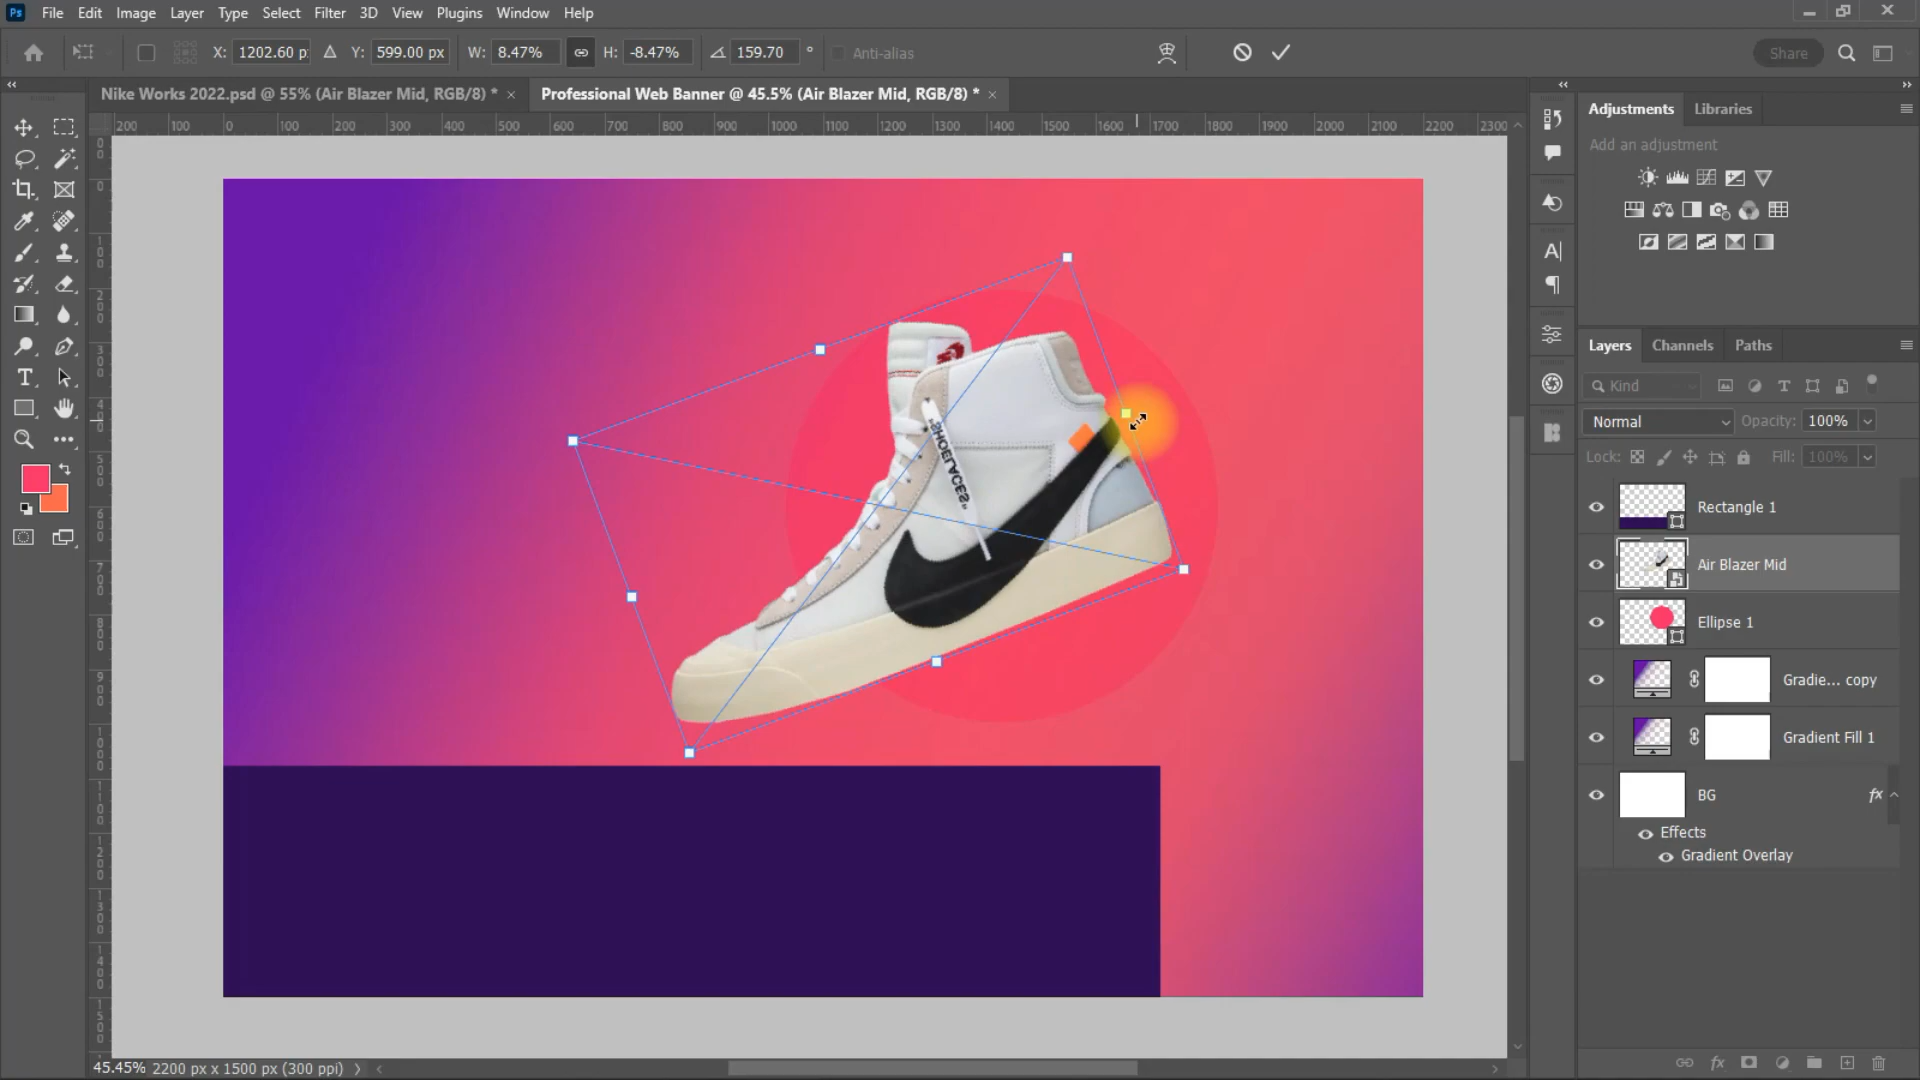 Ps File Edit Image Layer Type Select Filter 3D View Plugins Window Help
X: 1202.60 p Y: 599.00 px W: 8.47% H: -8.47% 159.70 ° Anti-alias Share
Nike Works 2022.psd @ 55% (Air Blazer Mid, RGB/8) * × Professional Web Banner @ 45.5% (Air Blazer Mid, RGB/8) * ×
200 100 0 100 200 300 400 500 600 700 800 900 1000 1100 1200 1300 1400 1500 1600 1700 1800 1900 2000 2100 2200 2300
Adjustments Libraries
Add an adjustment
Layers Channels Paths
Kind
Normal Opacity: 100%
Lock: Fill: 100%
Rectangle 1
Air Blazer Mid
Ellipse 1
Gradie... copy
Gradient Fill 1
BG fx
Effects
Gradient Overlay
"SHOELACES"
45.45% 2200 px x 1500 px (300 ppi)
fx